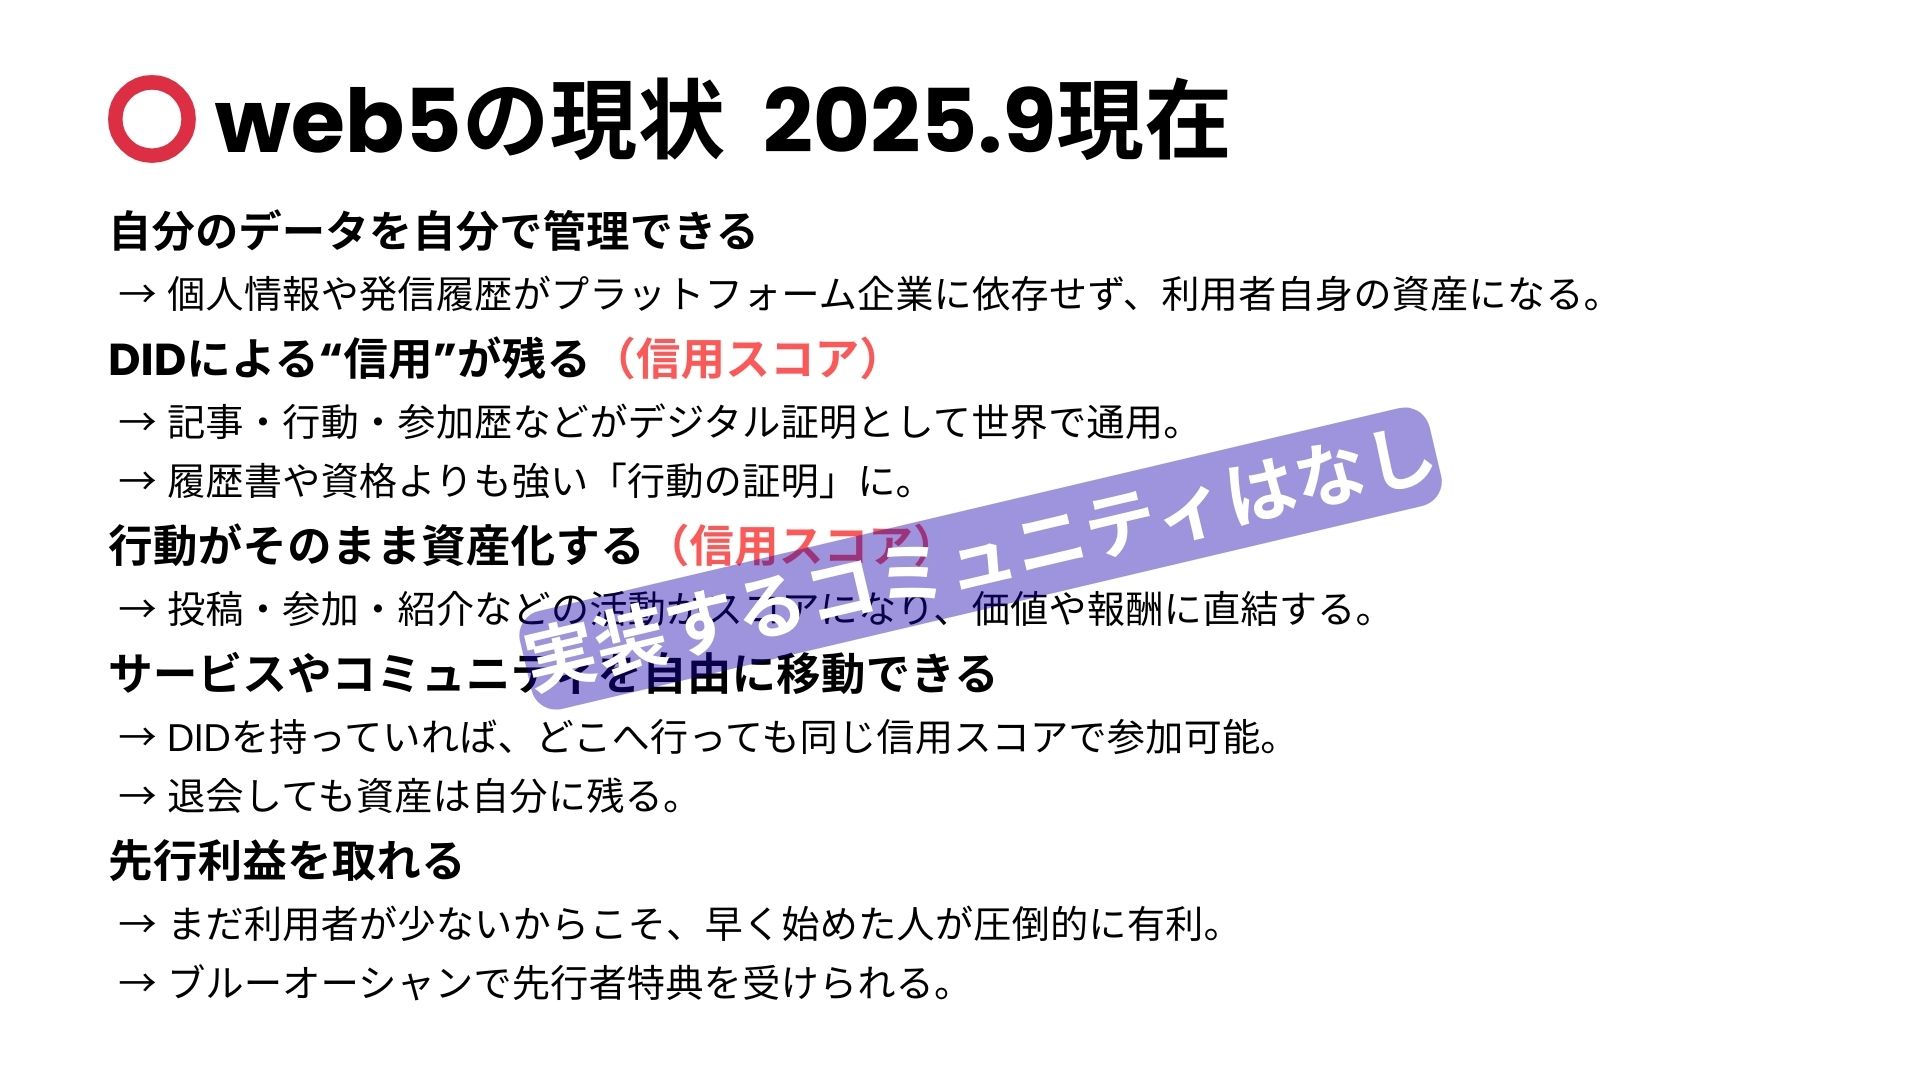 web5の現状 2025.9現在
自分のデータを自分で管理できる
→ 個人情報や発信履歴がプラットフォーム企業に依存せず、利用者自身の資産になる。
DIDによる“信用”が残る（信用スコア）
→ 記事・行動・参加歴などがデジタル証明として世界で通用。
→ 履歴書や資格よりも強い「行動の証明」に。
行動がそのまま資産化する（信用スコア）
→ 投稿・参加・紹介などの活動がスコアになり、価値や報酬に直結する。
実装するコミュニティはなし
サービスやコミュニティを自由に移動できる
→ DIDを持っていれば、どこへ行っても同じ信用スコアで参加可能。
→ 退会しても資産は自分に残る。
先行利益を取れる
→ まだ利用者が少ないからこそ、早く始めた人が圧倒的に有利。
→ ブルーオーシャンで先行者特典を受けられる。